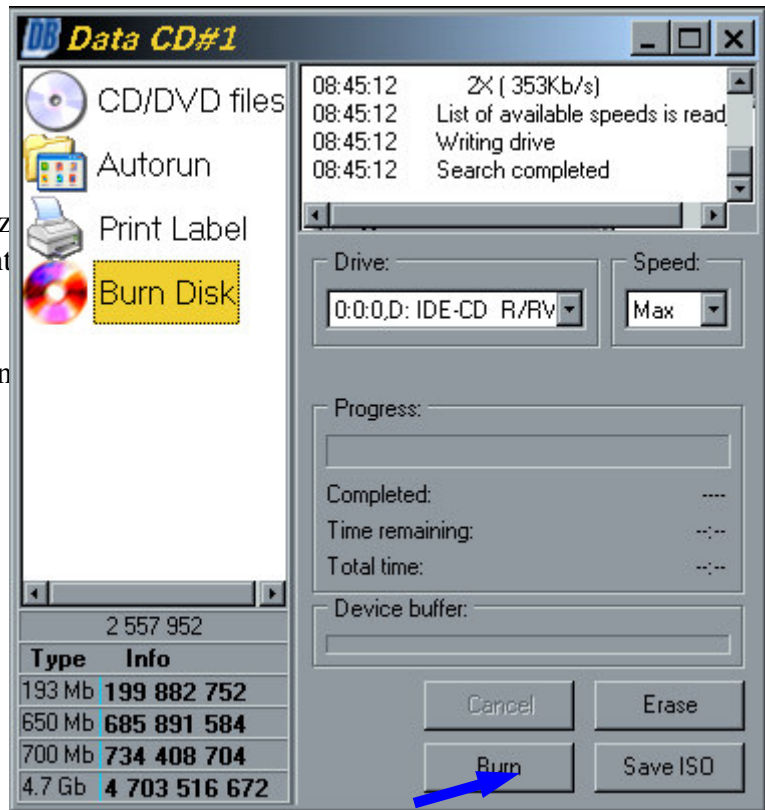 DB Data CD#1
CD/DVD files
Autorun
Print Label
Burn Disk
2 557 952
Type Info
193 Mb 199 882 752
650 Mb 685 891 584
700 Mb 734 408 704
4.7 Gb 4 703 516 672
08:45:12 2X ( 353Kb/s)
08:45:12 List of available speeds is read
08:45:12 Writing drive
08:45:12 Search completed
Drive:
0:0:0,D: IDE-CD R/RV
Speed:
Max
Progress:
Completed: ----
Time remaining: --:--
Total time: --:--
Device buffer:
Cancel
Erase
Burn
Save ISO